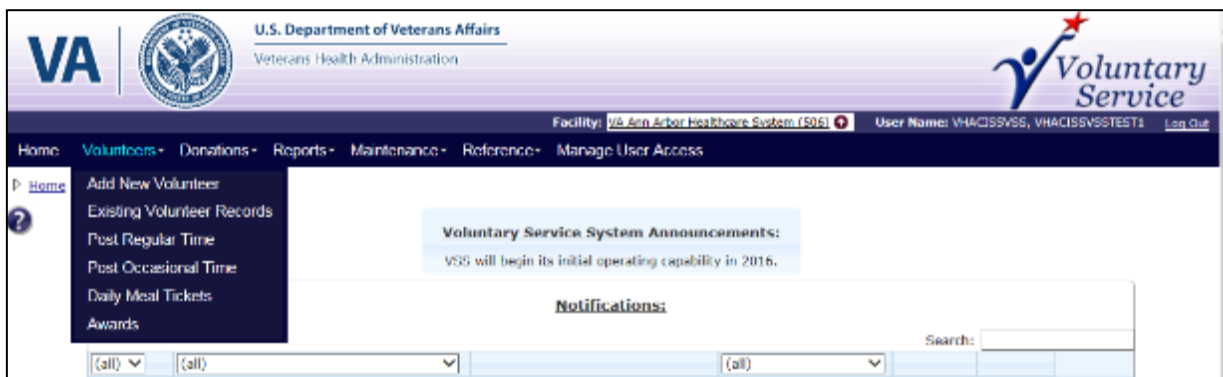 VA
U.S. Department of Veterans Affairs
Veterans Health Administration
Voluntary
Service
Facility: VA Ann Arbor Healthcare System (506) User Name: VHACISSVSS, VHACISSVSSTEST1 Log Out
Home Volunteers Donations Reports Maintenance Reference Manage User Access
Home
Add New Volunteer
Existing Volunteer Records
Post Regular Time
Post Occasional Time
Daily Meal Tickets
Awards
?
Voluntary Service System Announcements:
VSS will begin its initial operating capability in 2016.
Notifications:
Search:
(all) (all) (all)